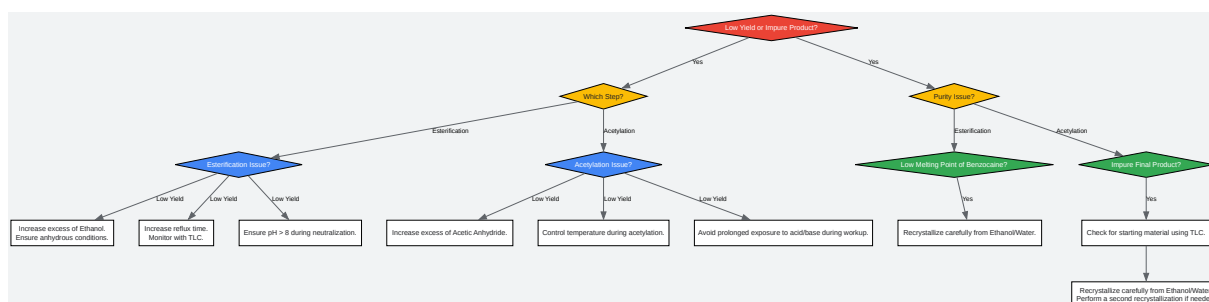 Low Yield or Impure Product?
Yes
Yes
Which Step?
Purity Issue?
Esterification
Acetylation
Esterification
Acetylation
Esterification Issue?
Acetylation Issue?
Low Melting Point of Benzocaine?
Impure Final Product?
Low Yield
Low Yield
Low Yield
Low Yield
Low Yield
Low Yield
Yes
Yes
Increase excess of Ethanol.
Ensure anhydrous conditions.
Increase reflux time.
Monitor with TLC.
Ensure pH > 8 during neutralization.
Increase excess of Acetic Anhydride.
Control temperature during acetylation.
Avoid prolonged exposure to acid/base during workup.
Recrystallize carefully from Ethanol/Water.
Check for starting material using TLC.
Recrystallize carefully from Ethanol/Wate
Perform a second recrystallization if neede